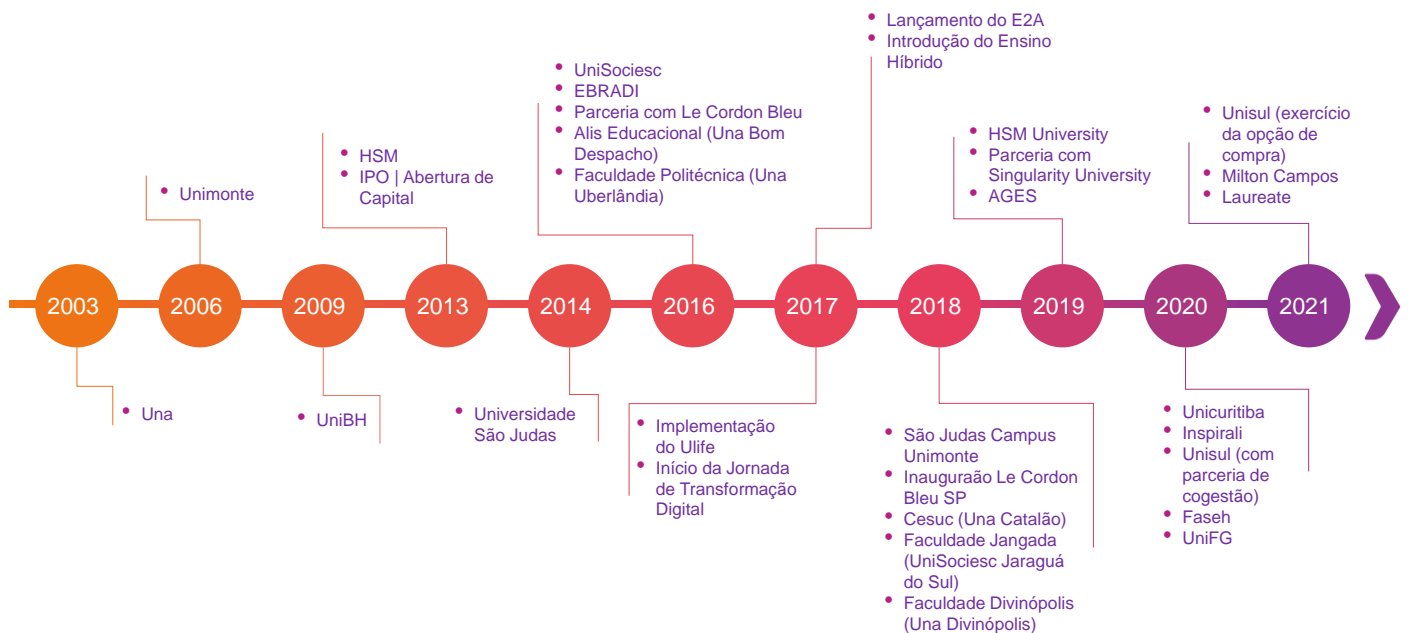 • Lançamento do E2A
• Introdução do Ensino
Híbrido
• UniSociesc
• EBRADI
• Parceria com Le Cordon Bleu
• Alis Educacional (Una Bom
Despacho)
• Faculdade Politécnica (Una
Uberlândia)
• HSM
• IPO | Abertura de
Capital
• Unimonte
• HSM University
• Parceria com
Singularity University
• AGES
• Unisul (exercício
da opção de
compra)
• Milton Campos
• Laureate
2003
2006
2009
2013
2014
2016
2017
2018
2019
2020
2021
• Una
• UniBH
• Universidade
São Judas
• Implementação
do Ulife
• Início da Jornada
de Transformação
Digital
• São Judas Campus
Unimonte
• Inauguraão Le Cordon
Bleu SP
• Cesuc (Una Catalão)
• Faculdade Jangada
(UniSociesc Jaraguá
do Sul)
• Faculdade Divinópolis
(Una Divinópolis)
• Unicuritiba
• Inspirali
• Unisul (com
parceria de
cogestão)
• Faseh
• UniFG